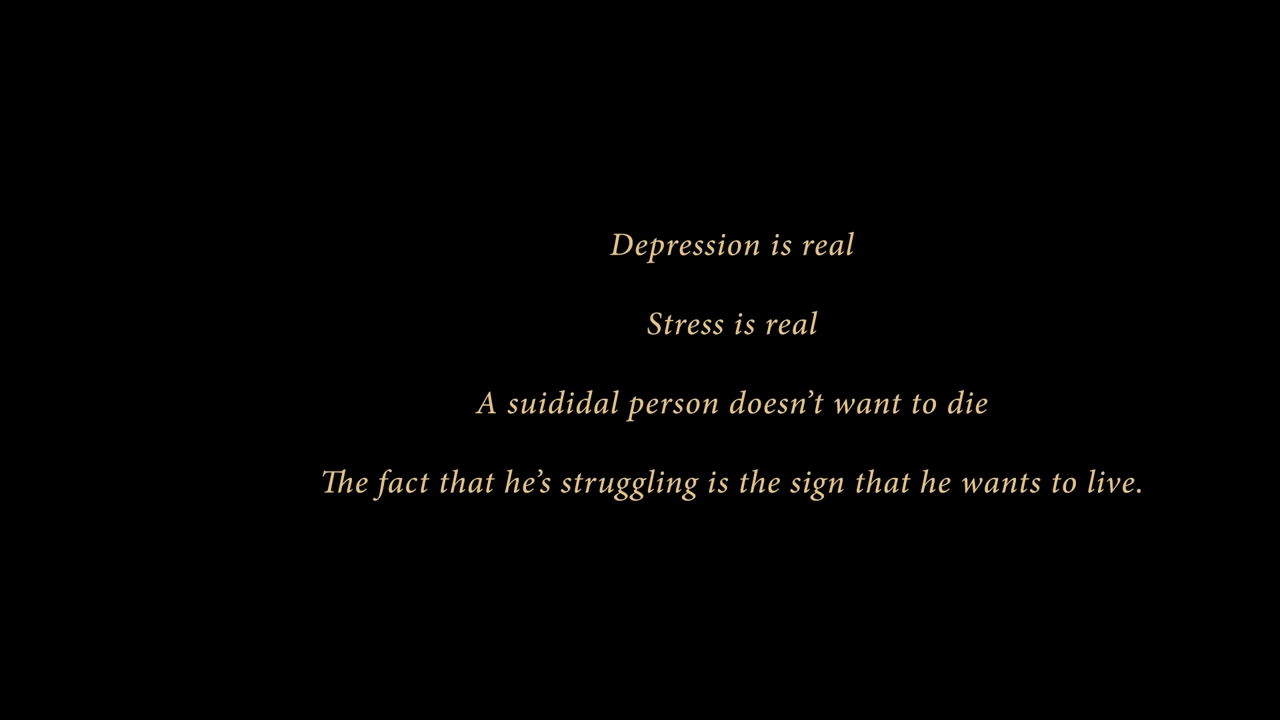 Depression is real
Stress is real
A suididal person doesn’t want to die
The fact that he’s struggling is the sign that he wants to live.